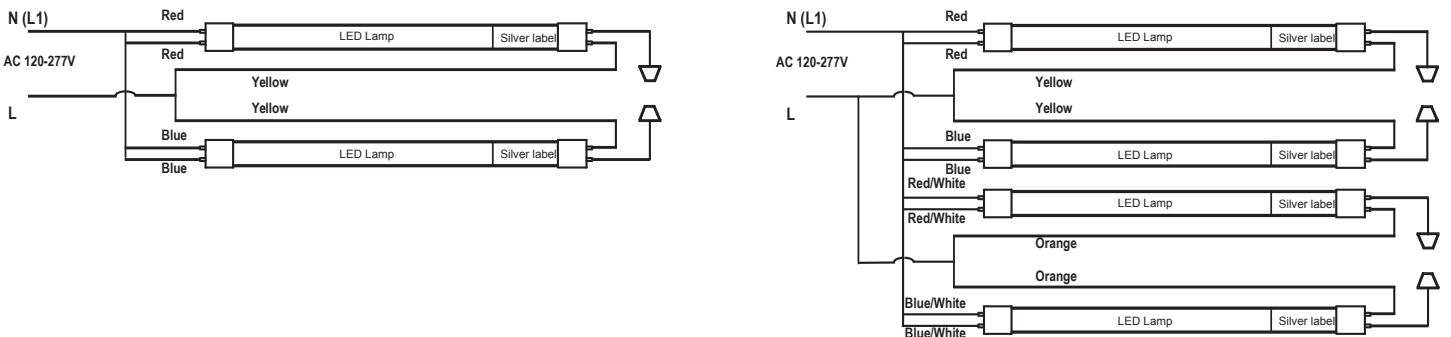 N (L1)
Red
LED Lamp
Silver label
AC 120-277V
Red
Yellow
L
Yellow
Blue
LED Lamp
Silver label
Blue
N (L1)
Red
LED Lamp
Silver label
AC 120-277V
Red
Yellow
L
Yellow
Blue
LED Lamp
Silver label
Blue
Red/White
LED Lamp
Silver label
Red/White
Orange
Orange
Blue/White
LED Lamp
Silver label
Blue/White